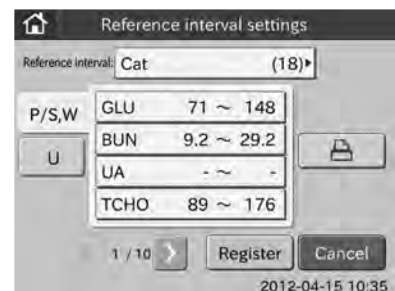 Reference interval settings
Reference interval: Cat (18)
P/S,W
U
GLU 71 ~ 148
BUN 9.2 ~ 29.2
UA - ~ -
TCHO 89 ~ 176
1 / 10 Register Cancel
2012-04-15 10:35